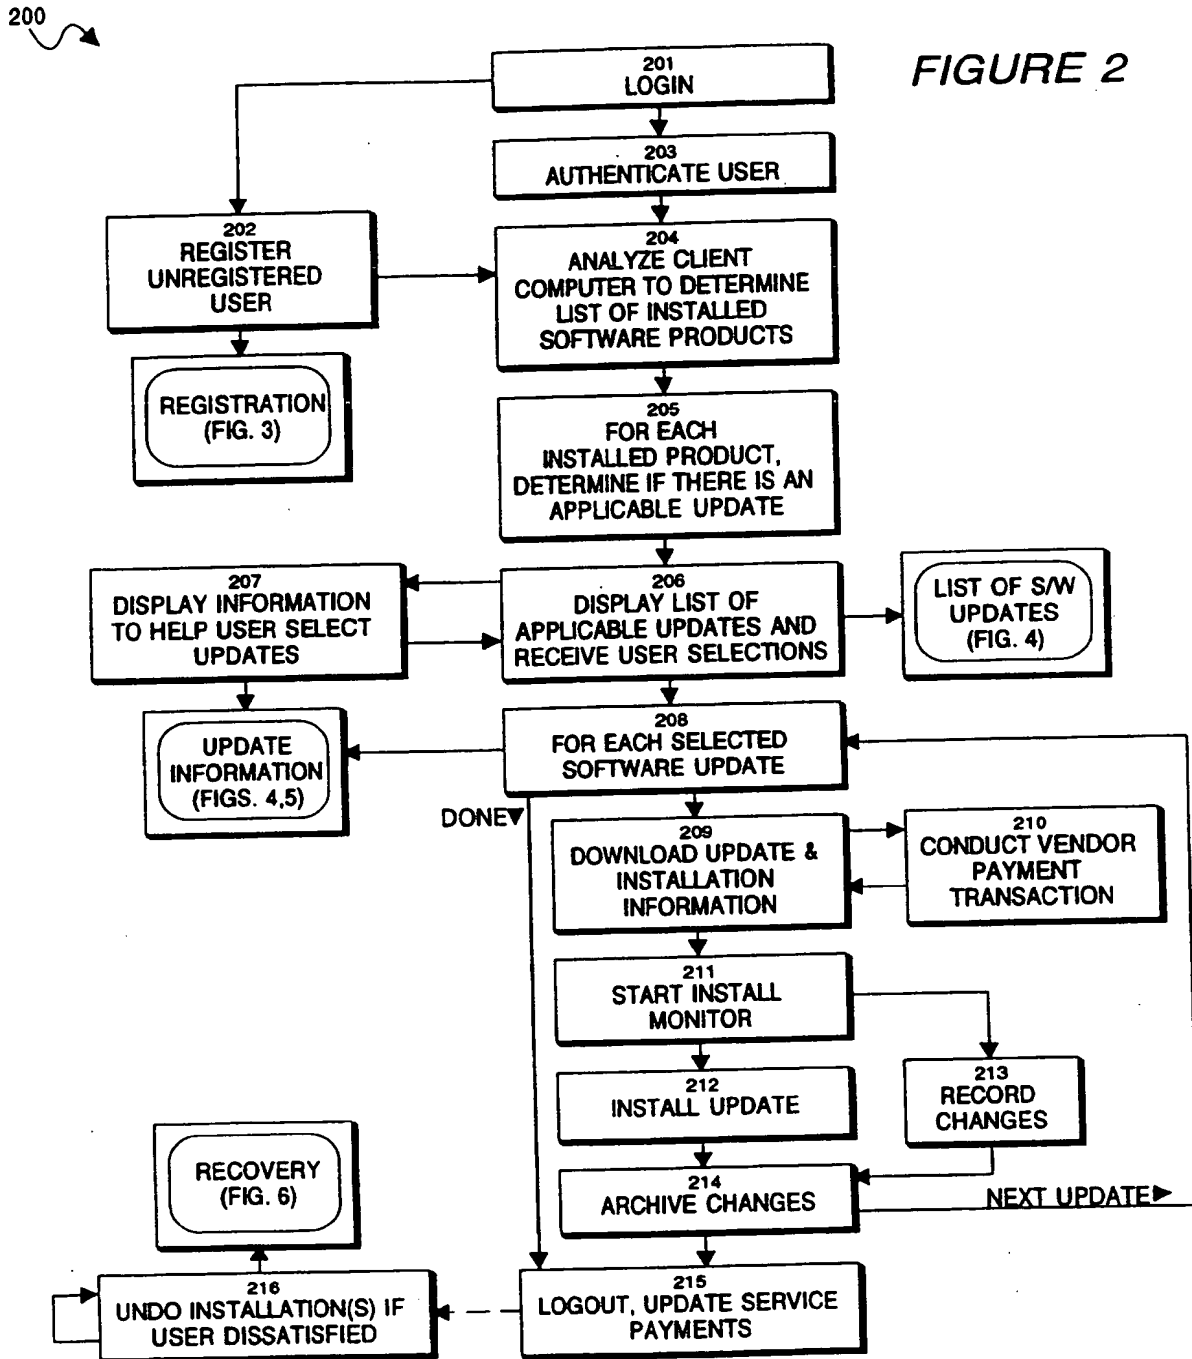 200
FIGURE 2
201
LOGIN
203
AUTHENTICATE USER
202
REGISTER
UNREGISTERED
USER
204
ANALYZE CLIENT
COMPUTER TO DETERMINE
LIST OF INSTALLED
SOFTWARE PRODUCTS
REGISTRATION
(FIG. 3)
205
FOR EACH
INSTALLED PRODUCT,
DETERMINE IF THERE IS AN
APPLICABLE UPDATE
207
DISPLAY INFORMATION
TO HELP USER SELECT
UPDATES
206
DISPLAY LIST OF
APPLICABLE UPDATES AND
RECEIVE USER SELECTIONS
LIST OF S/W
UPDATES
(FIG. 4)
UPDATE
INFORMATION
(FIGS. 4,5)
208
FOR EACH SELECTED
SOFTWARE UPDATE
DONE
209
DOWNLOAD UPDATE &
INSTALLATION
INFORMATION
210
CONDUCT VENDOR
PAYMENT
TRANSACTION
211
START INSTALL
MONITOR
212
INSTALL UPDATE
213
RECORD
CHANGES
RECOVERY
(FIG. 6)
214
ARCHIVE CHANGES
NEXT UPDATE
216
UNDO INSTALLATION(S) IF
USER DISSATISFIED
215
LOGOUT, UPDATE SERVICE
PAYMENTS